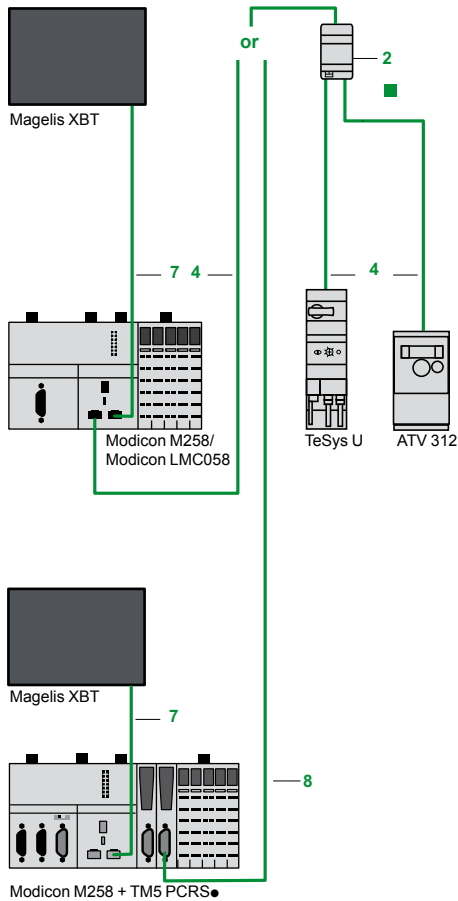 or
2
Magelis XBT
7 4
4
Modicon M258/
Modicon LMC058
TeSys U
ATV 312
Magelis XBT
7
8
Modicon M258 + TM5 PCRS●